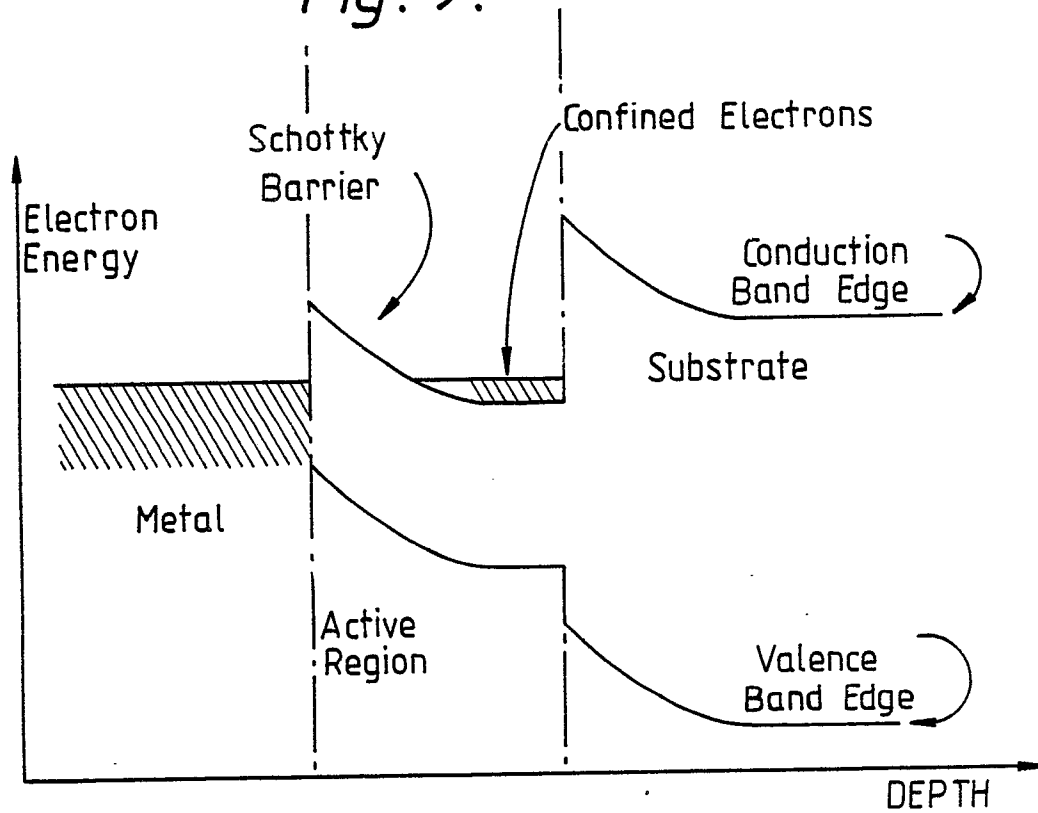 Schottky
Barrier
Confined Electrons
Electron
Energy
Conduction
Band Edge
Substrate
Metal
Active
Region
Valence
Band Edge
DEPTH